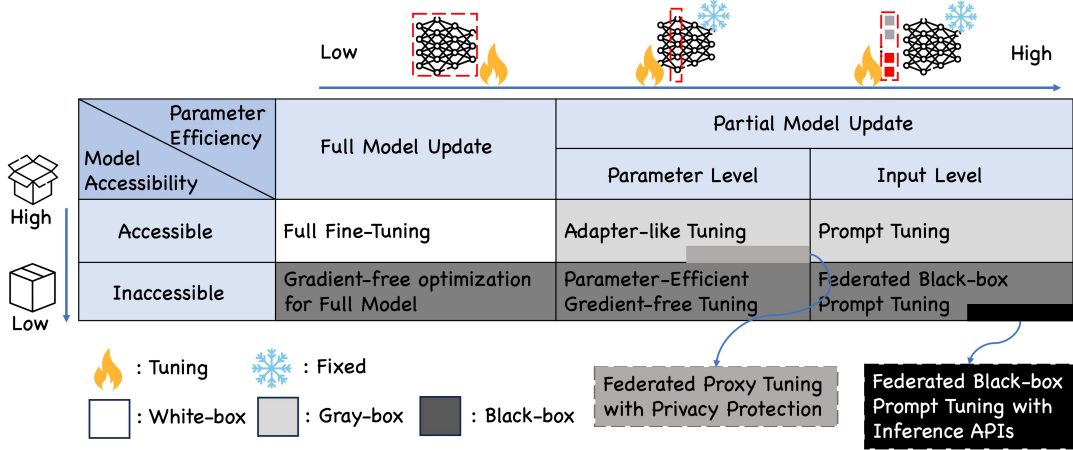 Low
High
Parameter
Efficiency
Model
Accessibility
Full Model Update
Partial Model Update
Parameter Level
Input Level
High
Accessible
Full Fine-Tuning
Adapter-like Tuning
Prompt Tuning
Low
Inaccessible
Gradient-free optimization
for Full Model
Parameter-Efficient
Gredient-free Tuning
Federated Black-box
Prompt Tuning
: Tuning
: Fixed
: White-box
: Gray-box
: Black-box
Federated Proxy Tuning
with Privacy Protection
Federated Black-box
Prompt Tuning with
Inference APIs